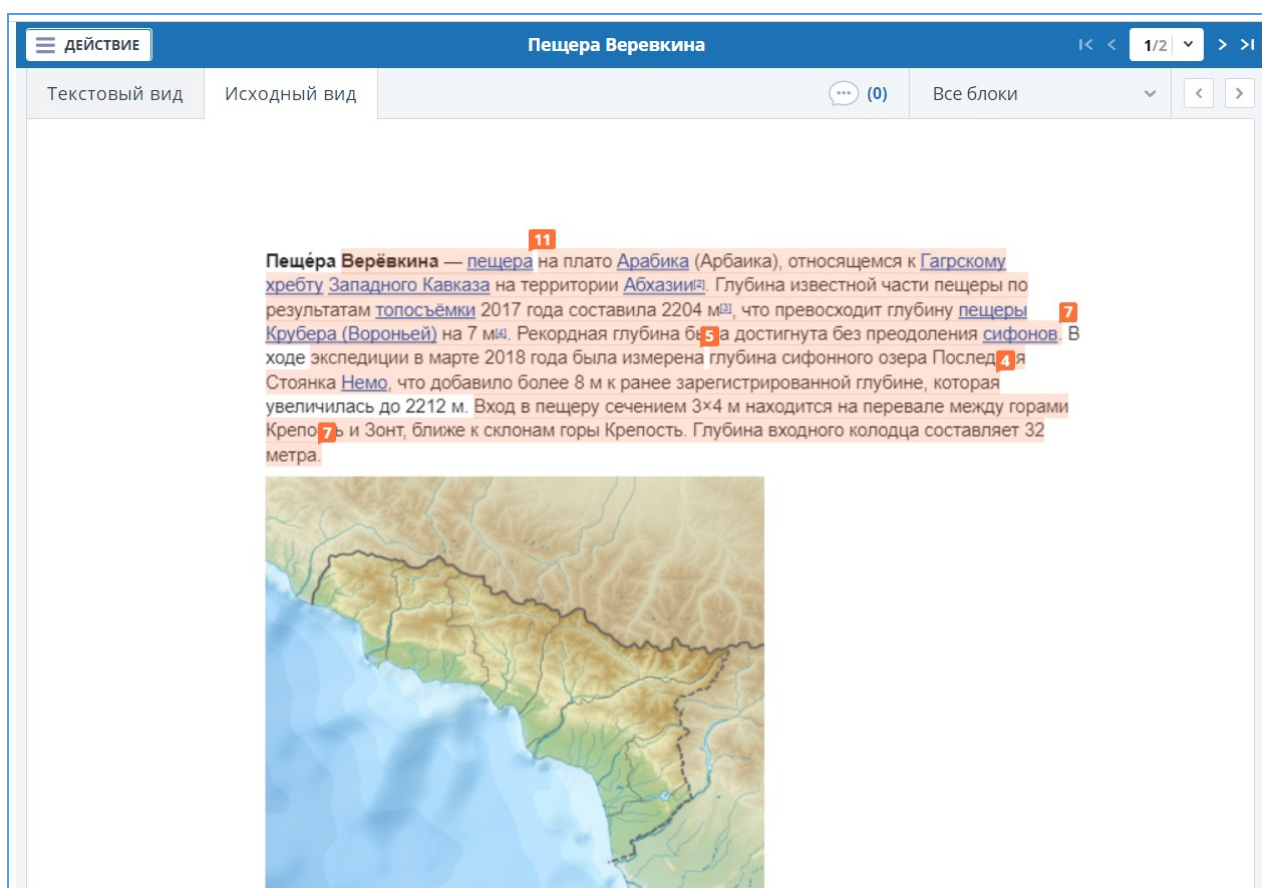 ДЕЙСТВИЕ
Пещера Веревкина
1/2
Текстовый вид
Исходный вид
(0)
Все блоки
11
Пеще́ра Верёвкина — пещера на плато Арабика (Арбаика), относящемся к Гагрскому
хребту Западного Кавказа на территории Абхазии[2]. Глубина известной части пещеры по
результатам топосъёмки 2017 года составила 2204 м[3], что превосходит глубину пещеры
7
Крубера (Вороньей) на 7 м[4]. Рекордная глубина б 5 а достигнута без преодоления сифонов. В
ходе экспедиции в марте 2018 года была измерена глубина сифонного озера Послед 4 я
Стоянка Немо, что добавило более 8 м к ранее зарегистрированной глубине, которая
увеличилась до 2212 м. Вход в пещеру сечением 3×4 м находится на перевале между горами
Крепо 7 ь и Зонт, ближе к склонам горы Крепость. Глубина входного колодца составляет 32
метра.